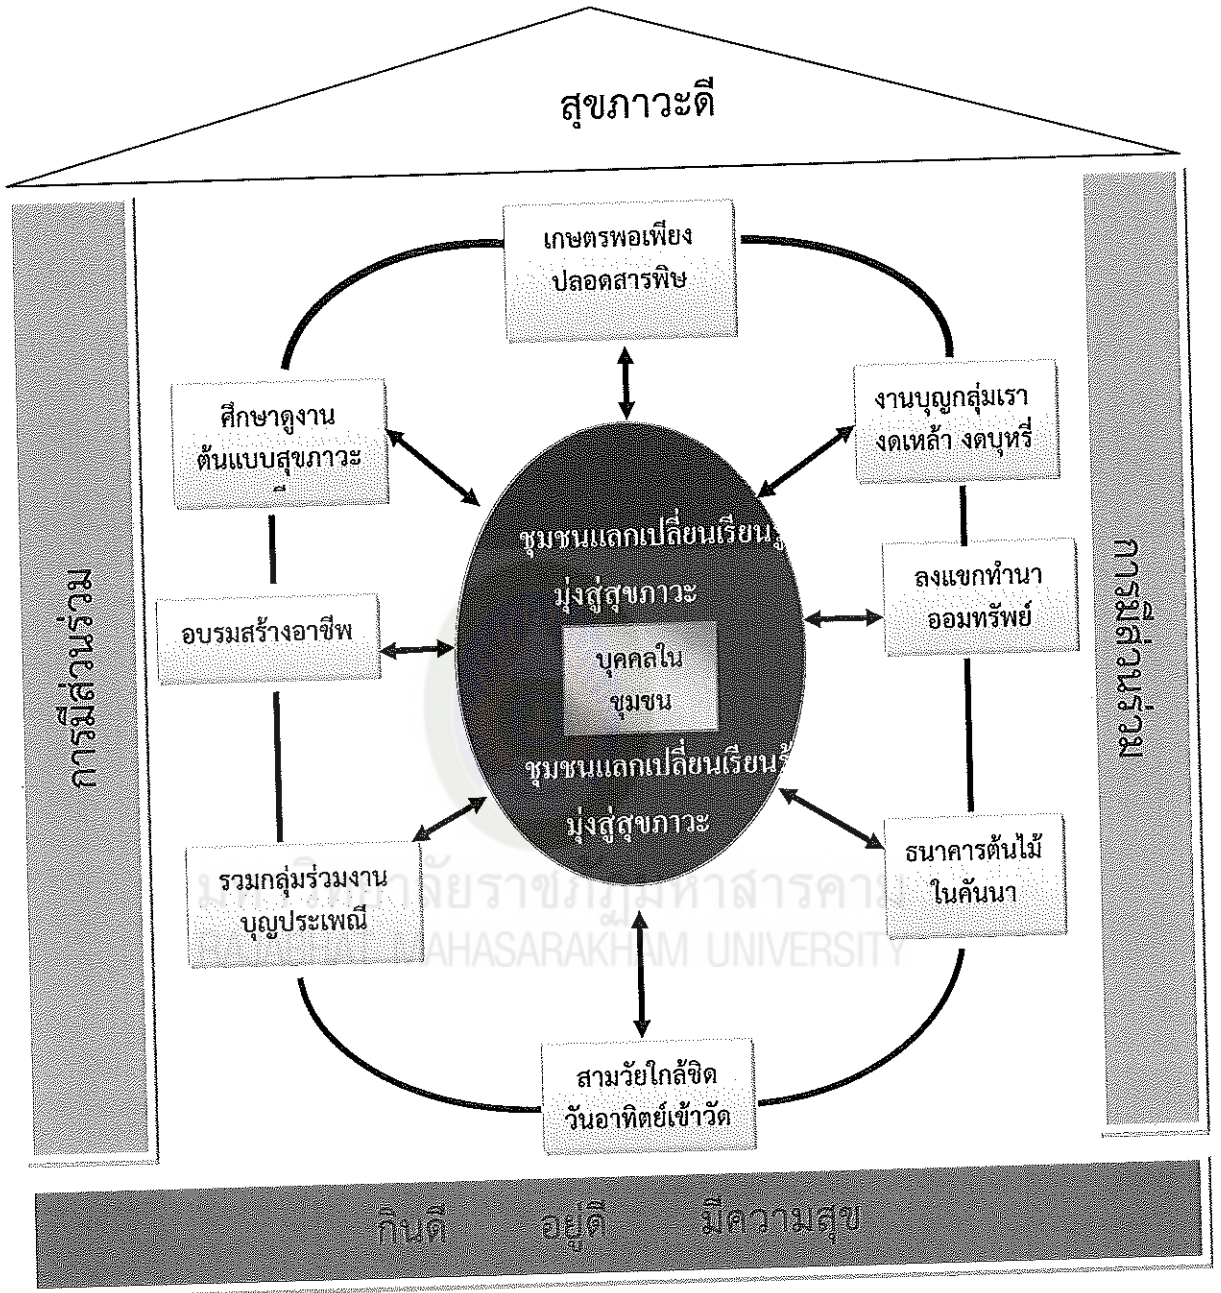 สุขภาวะดี
เกษตรพอเพียง
ปลอดสารพิษ
ศึกษาดูงาน
ต้นแบบสุขภาวะ
งานบุญกลุ่มเรา
งดเหล้า งดบุหรี่
ชุมชนแลกเปลี่ยนเรียนรู้
มุ่งสู่สุขภาวะ
บุคคลใน
ชุมชน
ชุมชนแลกเปลี่ยนเรียนรู้
มุ่งสู่สุขภาวะ
อบรมสร้างอาชีพ
ลงแขกทำนา
ออมทรัพย์
การมีส่วนร่วม
การมีส่วนร่วม
รวมกลุ่มร่วมงาน
บุญประเพณี
ธนาคารต้นไม้
ในคันนา
มหาวิทยาลัยราชภัฏมหาสารคาม
MAHASARAKHAM UNIVERSITY
สามวัยใกล้ชิด
วันอาทิตย์เข้าวัด
กินดี อยู่ดี มีความสุข